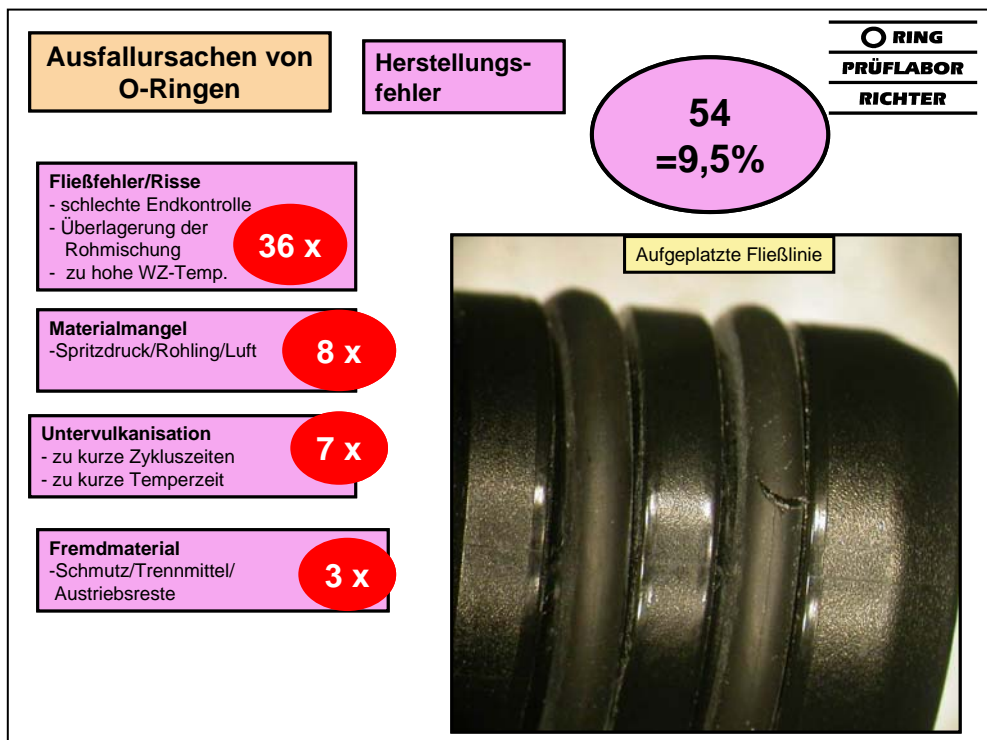 Ausfallursachen von
O-Ringen
Herstellungs-
fehler
54
=9,5%
O RING
PRÜFLABOR
RICHTER
Fließfehler/Risse
- schlechte Endkontrolle
- Überlagerung der
Rohmischung
- zu hohe WZ-Temp.
36 x
Materialmangel
-Spritzdruck/Rohling/Luft
8 x
Untervulkanisation
- zu kurze Zykluszeiten
- zu kurze Temperzeit
7 x
Fremdmaterial
-Schmutz/Trennmittel/
Austriebsreste
3 x
Aufgeplatzte Fließlinie